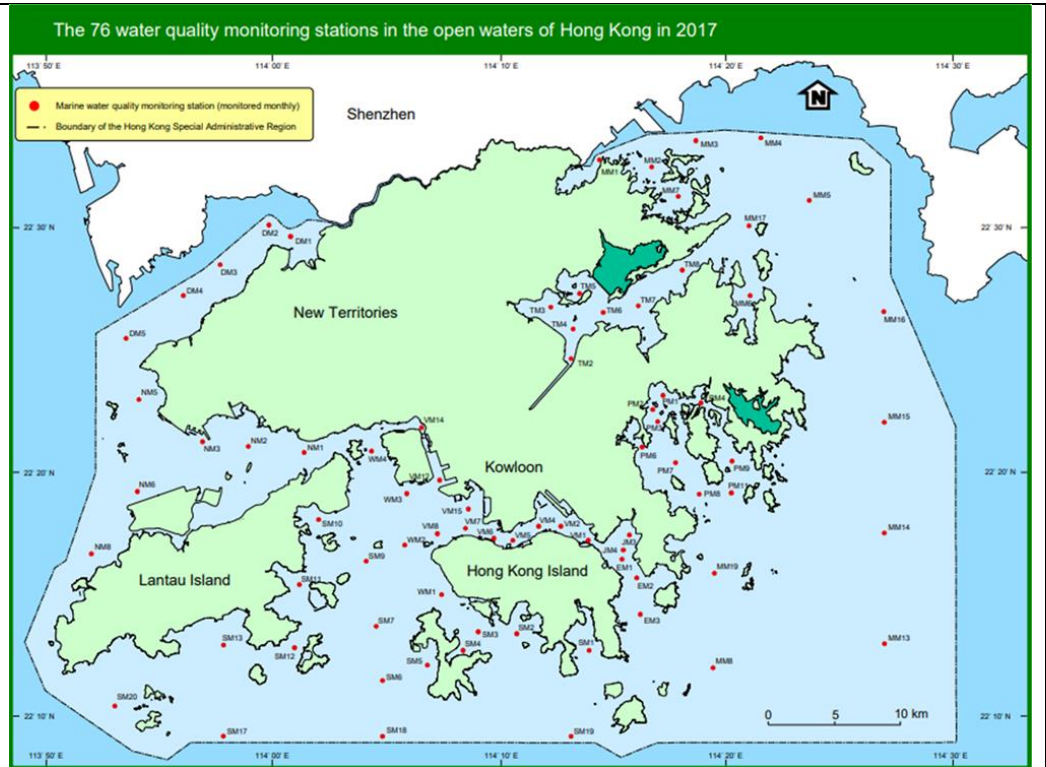 The 76 water quality monitoring stations in the open waters of Hong Kong in 2017
113° 50' E
114° 00' E
114° 10' E
114° 20' E
114° 30' E
Marine water quality monitoring station (monitored monthly)
Boundary of the Hong Kong Special Administrative Region
Shenzhen
N
MM3
MM4
MM1
MM2
MM7
MM5
22° 30' N
DM2
DM1
MM17
22° 30' N
DM3
TM8
DM4
TM5
MM6
New Territories
TM3
TM6
TM7
MM16
TM4
DM5
TM2
NM5
PM1
PM2
PM3
MM15
VM14
NM3
NM2
NM1
WM4
PM6
22° 20' N
Kowloon
PM7
PM9
22° 20' N
VM12
NM6
WM3
PM8
PM11
VM15
SM10
VM8
VM7
VM4
VM2
MM14
VM6
VM5
VM1
JM3
NM8
WM2
JM4
SM9
EM1
MM19
Lantau Island
Hong Kong Island
SM11
EM2
WM1
EM3
SM7
SM3
SM2
SM13
SM12
SM4
SM1
MM13
SM5
MM8
SM6
SM20
22° 10' N
0
5
10 km
22° 10' N
SM17
SM18
SM19
113° 50' E
114° 00' E
114° 10' E
114° 20' E
114° 30' E